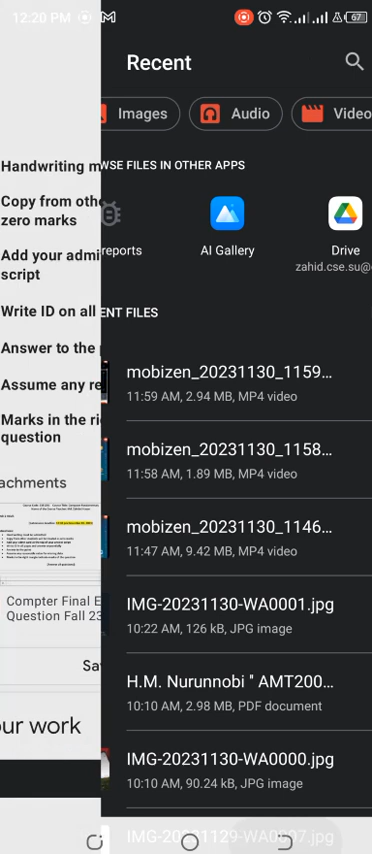 12:20 PM
67
Recent
Images
Audio
Video
Handwriting m
WSE FILES IN OTHER APPS
Copy from oth
zero marks
reports
AI Gallery
Drive
zahid.cse.su@
Add your admi
script
Write ID on all
ENT FILES
Answer to the
Assume any re
Marks in the ri
question
achments
mobizen_20231130_1159...
11:59 AM, 2.94 MB, MP4 video
mobizen_20231130_1158...
11:58 AM, 1.89 MB, MP4 video
mobizen_20231130_1146...
11:47 AM, 9.42 MB, MP4 video
IMG-20231130-WA0001.jpg
10:22 AM, 126 kB, JPG image
Compter Final E
Question Fall 23
H.M. Nurunnobi " AMT200...
10:10 AM, 2.98 MB, PDF document
Sa
our work
IMG-20231130-WA0000.jpg
10:10 AM, 90.24 kB, JPG image
IMG-20231129-WA0007.jpg